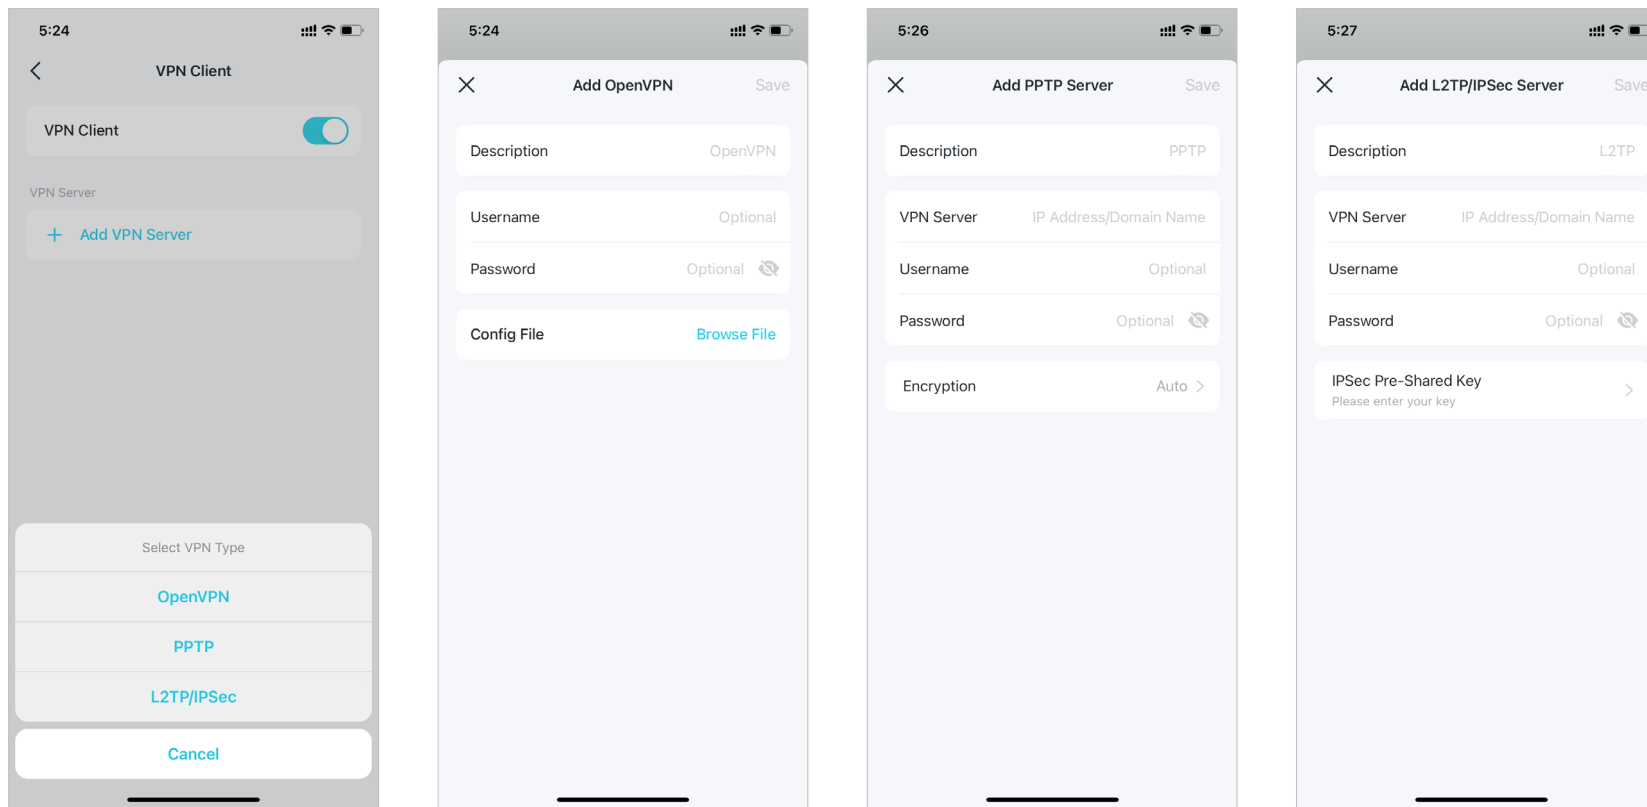 5:24
VPN Client
VPN Client
VPN Server
+ Add VPN Server
Select VPN Type
OpenVPN
PPTP
L2TP/IPSec
Cancel
5:24
Add OpenVPN Save
Description OpenVPN
Username Optional
Password Optional
Config File Browse File
5:26
Add PPTP Server Save
Description PPTP
VPN Server IP Address/Domain Name
Username Optional
Password Optional
Encryption Auto >
5:27
Add L2TP/IPSec Server Save
Description L2TP
VPN Server IP Address/Domain Name
Username Optional
Password Optional
IPSec Pre-Shared Key >
Please enter your key